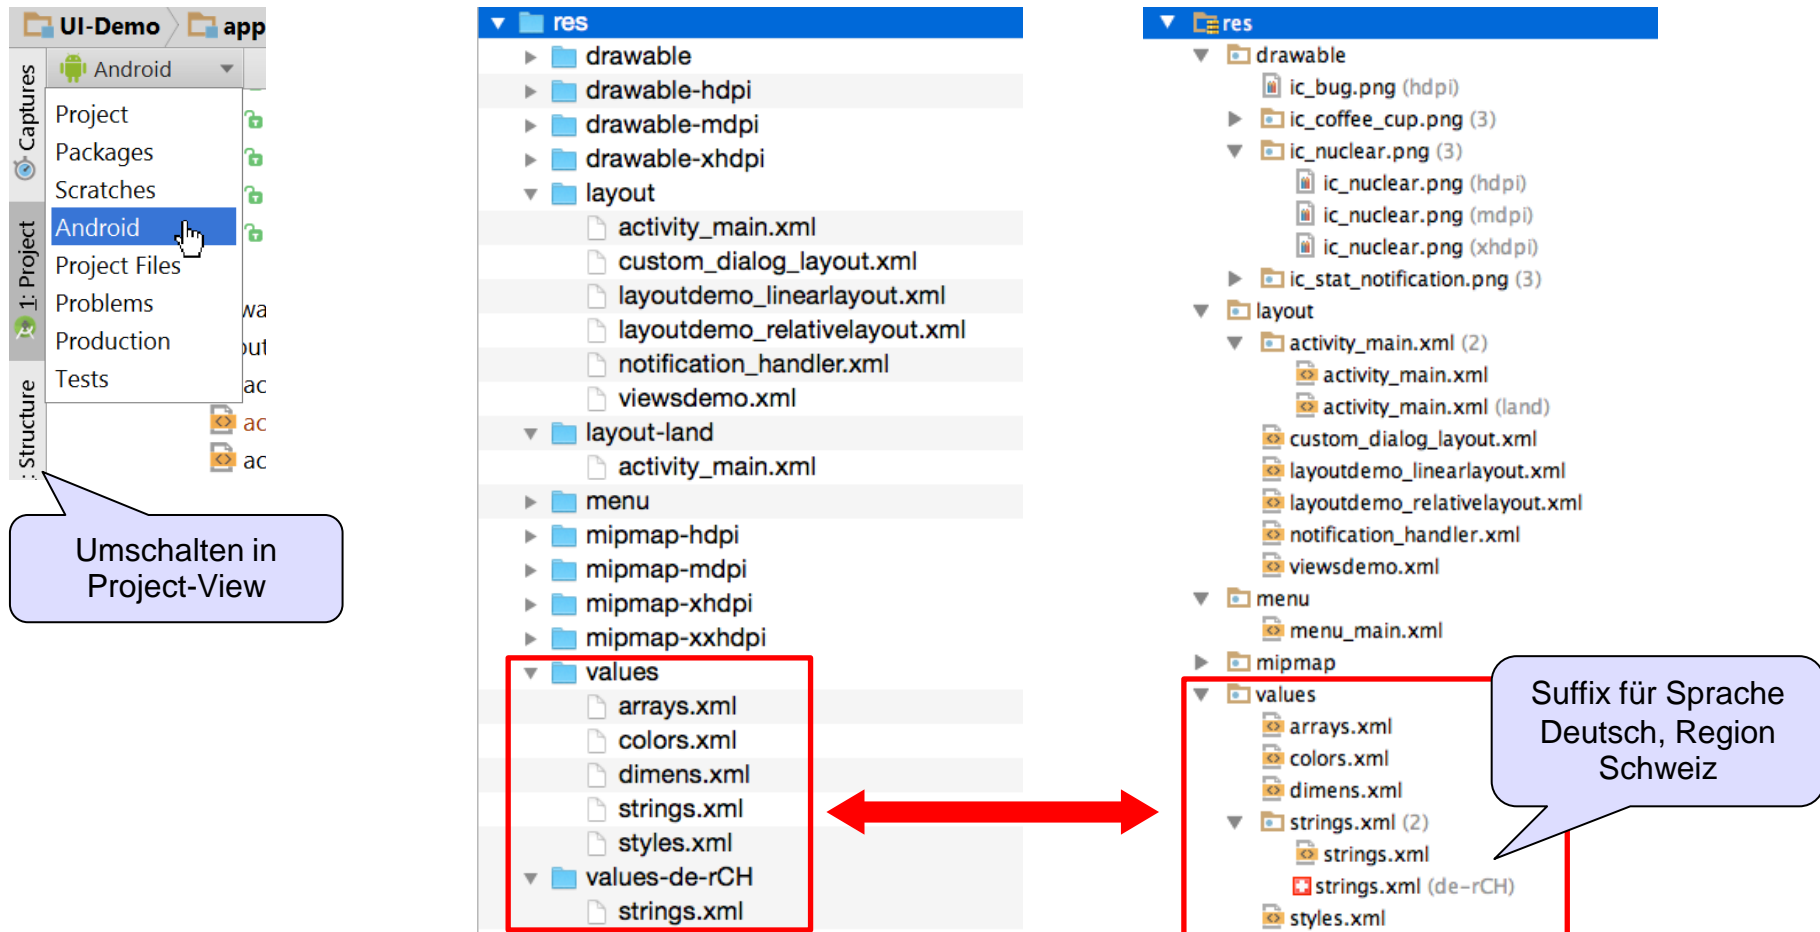 UI-Demo app
Android
Captures
1: Project
: Structure
Project
Packages
Scratches
Android
Project Files
Problems
Production
Tests
wa
out
ac
ac
ac
Umschalten in
Project-View
res
drawable
drawable-hdpi
drawable-mdpi
drawable-xhdpi
layout
activity_main.xml
custom_dialog_layout.xml
layoutdemo_linearlayout.xml
layoutdemo_relativelayout.xml
notification_handler.xml
viewsdemo.xml
layout-land
activity_main.xml
menu
mipmap-hdpi
mipmap-mdpi
mipmap-xhdpi
mipmap-xxhdpi
values
arrays.xml
colors.xml
dimens.xml
strings.xml
styles.xml
values-de-rCH
strings.xml
res
drawable
ic_bug.png (hdpi)
ic_coffee_cup.png (3)
ic_nuclear.png (3)
ic_nuclear.png (hdpi)
ic_nuclear.png (mdpi)
ic_nuclear.png (xhdpi)
ic_stat_notification.png (3)
layout
activity_main.xml (2)
activity_main.xml
activity_main.xml (land)
custom_dialog_layout.xml
layoutdemo_linearlayout.xml
layoutdemo_relativelayout.xml
notification_handler.xml
viewsdemo.xml
menu
menu_main.xml
mipmap
values
arrays.xml
colors.xml
dimens.xml
strings.xml (2)
strings.xml
strings.xml (de-rCH)
styles.xml
Suffix für Sprache
Deutsch, Region
Schweiz